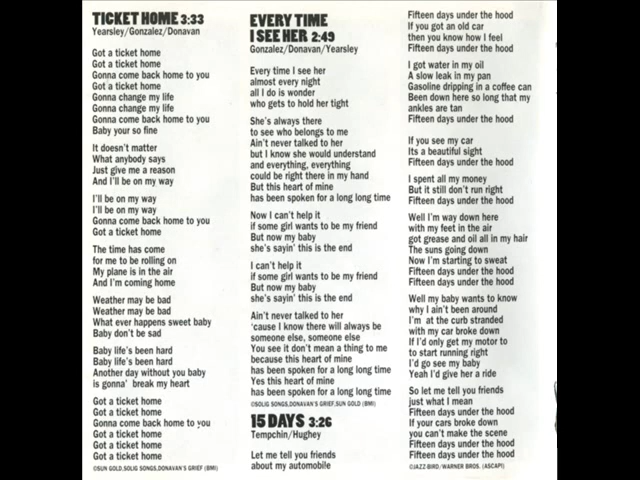 TICKET HOME 3:33
Yearsley/Gonzalez/Donavan
Got a ticket home
Got a ticket home
Gonna come back home to you
Got a ticket home
Gonna change my life
Gonna change my life
Gonna come back home to you
Baby your so fine
It doesn't matter
What anybody says
Just give me a reason
And I'll be on my way
I'll be on my way
I'll be on my way
Gonna come back home to you
Got a ticket home
The time has come
for me to be rolling on
My plane is in the air
And I'm coming home
Weather may be bad
Weather may be bad
What ever happens sweet baby
Baby don't be sad
Baby life's been hard
Baby life's been hard
Another day without you baby
is gonna' break my heart
Got a ticket home
Got a ticket home
Gonna come back home to you
Got a ticket home
Got a ticket home
Got a ticket home
©SUN GOLD,SOLIG SONGS,DONAVAN'S GRIEF (BMI)
EVERY TIME
I SEE HER 2:49
Gonzalez/Donavan/Yearsley
Every time I see her
almost every night
all I do is wonder
who gets to hold her tight
She's always there
to see who belongs to me
Ain't never talked to her
but I know she would understand
and everything, everything
could be right there in my hand
But this heart of mine
has been spoken for a long long time
Now I can't help it
if some girl wants to be my friend
But now my baby
she's sayin' this is the end
I can't help it
if some girl wants to be my friend
But now my baby
she's sayin' this is the end
Ain't never talked to her
'cause I know there will always be
someone else, someone else
You see it don't mean a thing to me
because this heart of mine
has been spoken for a long long time
Yes this heart of mine
has been spoken for a long long time
©SOLIG SONGS,DONAVAN'S GRIEF,SUN GOLD (BMI)
15 DAYS 3:26
Tempchin/Hughey
Let me tell you friends
about my automobile
Fifteen days under the hood
If you got an old car
then you know how I feel
Fifteen days under the hood
I got water in my oil
A slow leak in my pan
Gasoline dripping in a coffee can
Been down here so long that my
ankles are tan
Fifteen days under the hood
If you see my car
Its a beautiful sight
Fifteen days under the hood
I spent all my money
But it still don't run right
Fifteen days under the hood
Well I'm way down here
with my feet in the air
got grease and oil all in my hair
The suns going down
Now I'm starting to sweat
Fifteen days under the hood
Fifteen days under the hood
Well my baby wants to know
why I ain't been around
I'm at the curb stranded
with my car broke down
If I'd only get my motor to
to start running right
I'd go see my baby
Yeah I'd give her a ride
So let me tell you friends
just what I mean
Fifteen days under the hood
If your cars broke down
you can't make the scene
Fifteen days under the hood
Fifteen days under the hood
©JAZZ-BIRD/WARNER BROS. (ASCAPI)